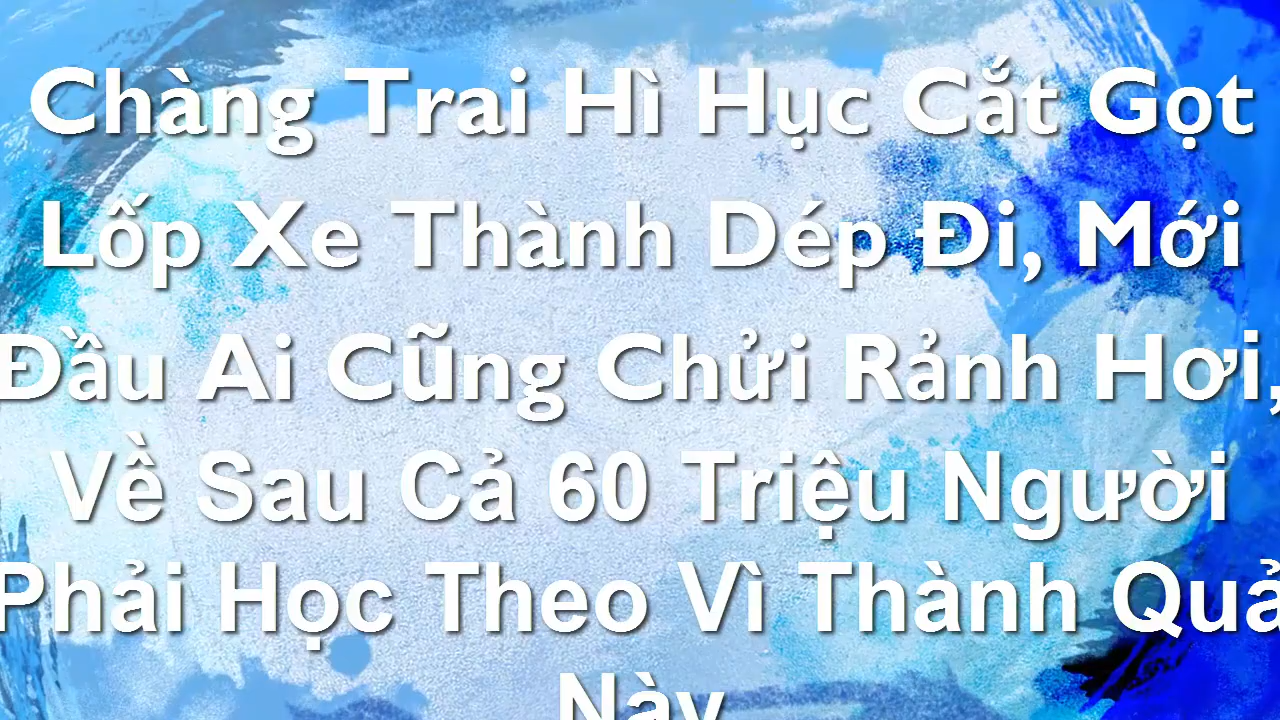 Chàng Trai Hì Hục Cắt Gọt
Lốp Xe Thành Dép Đi, Mới
Đầu Ai Cũng Chửi Rảnh Hơi,
Về Sau Cả 60 Triệu Người
Phải Học Theo Vì Thành Quả
Này